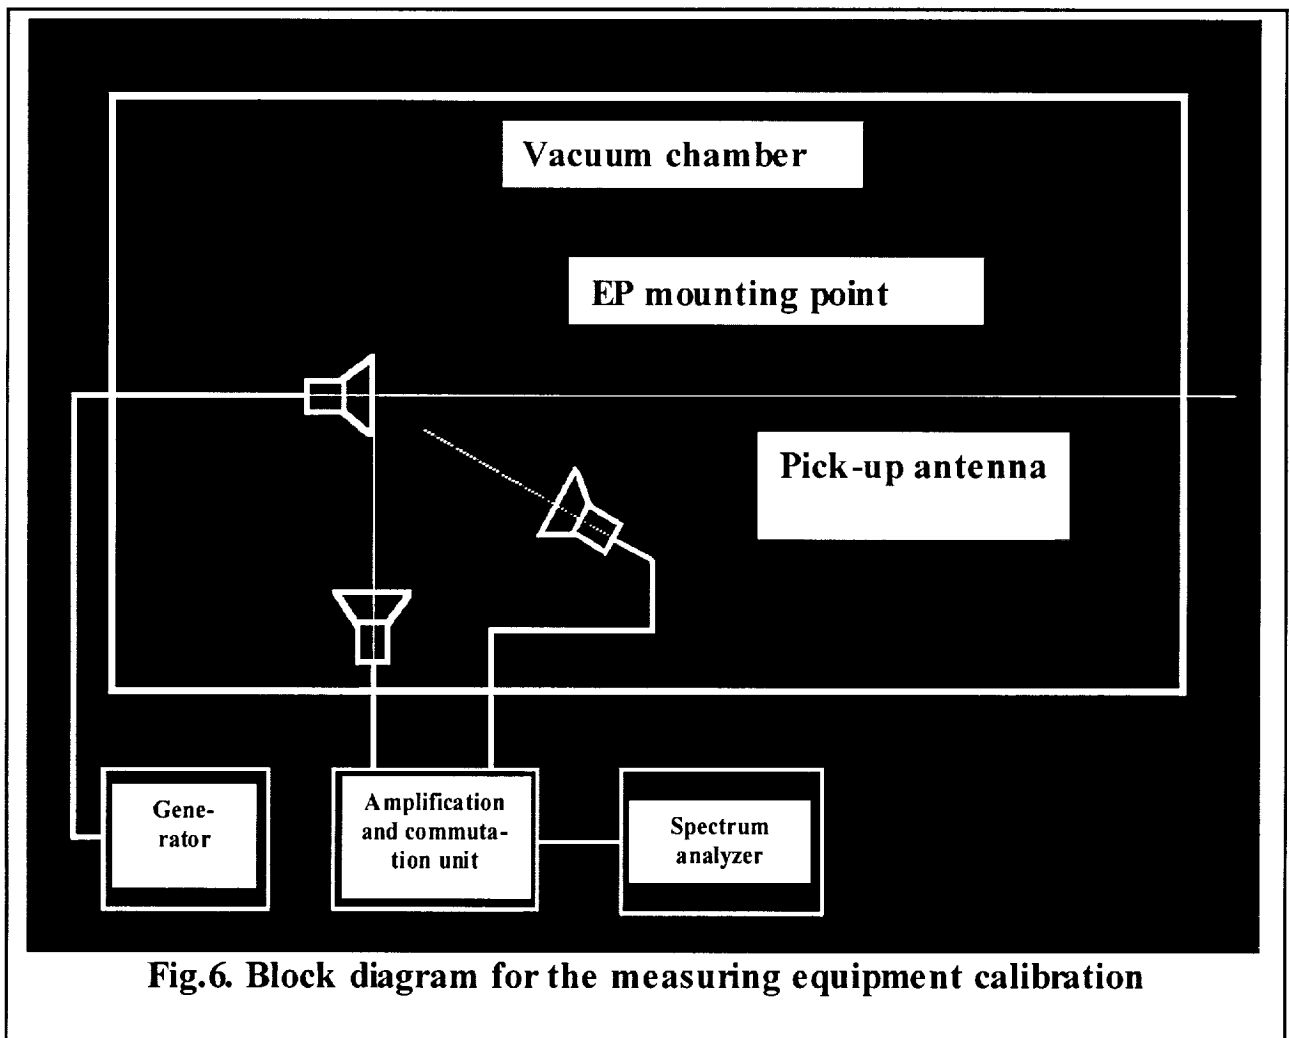 Vacuum chamber
EP mounting point
Pick-up antenna
Gene-
rator
Amplification
and commuta-
tion unit
Spectrum
analyzer
Fig.6. Block diagram for the measuring equipment calibration